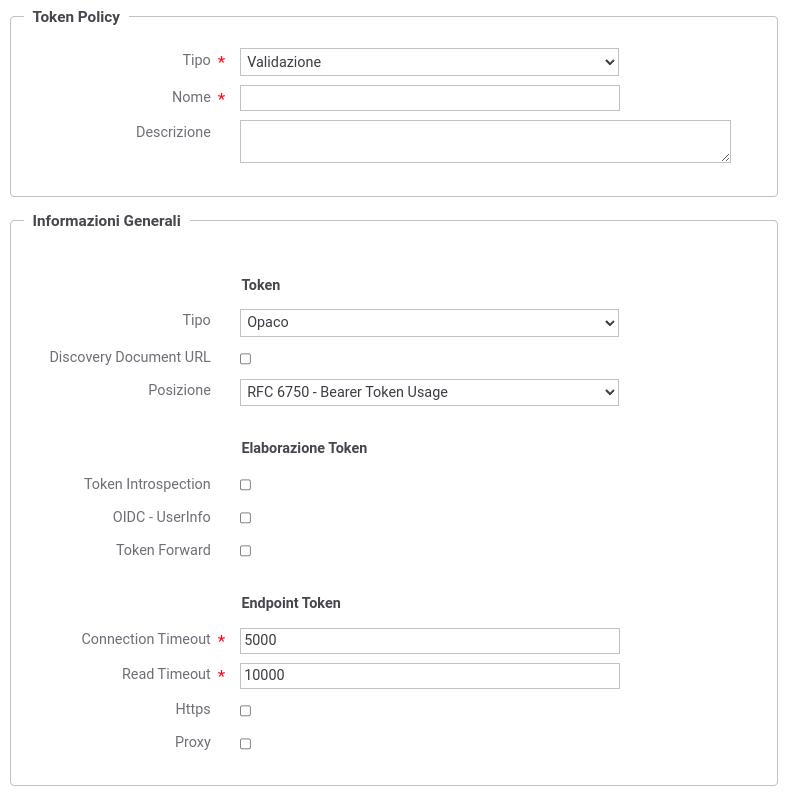 Token Policy
Tipo * Validazione
Nome *
Descrizione
Informazioni Generali
Token
Tipo Opaco
Discovery Document URL
Posizione RFC 6750 - Bearer Token Usage
Elaborazione Token
Token Introspection
OIDC - UserInfo
Token Forward
Endpoint Token
Connection Timeout * 5000
Read Timeout * 10000
Https
Proxy